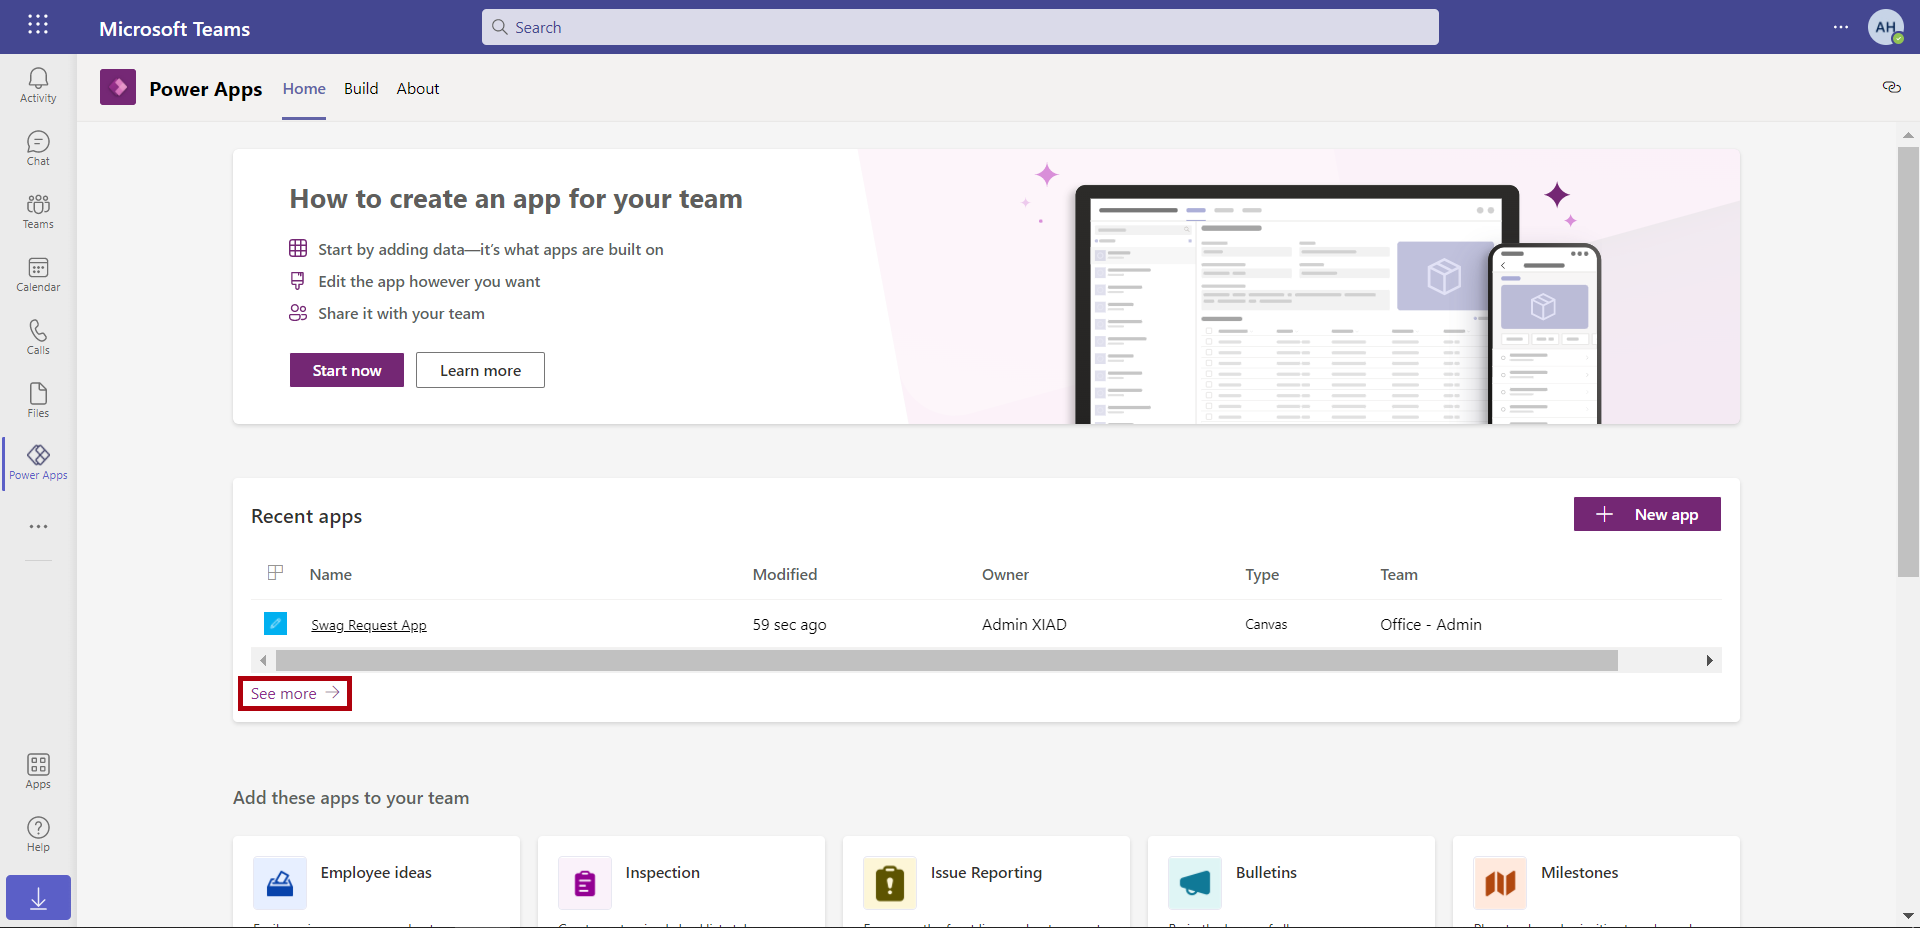 Microsoft Teams
Search
AH
Activity
Chat
Teams
Calendar
Calls
Files
Power Apps
Apps
Help
Power Apps
Home
Build
About
How to create an app for your team
Start by adding data—it's what apps are built on
Edit the app however you want
Share it with your team
Start now
Learn more
Recent apps
New app
Name Modified Owner Type Team
Swag Request App 59 sec ago Admin XIAD Canvas Office - Admin
See more
Add these apps to your team
Employee ideas
Inspection
Issue Reporting
Bulletins
Milestones